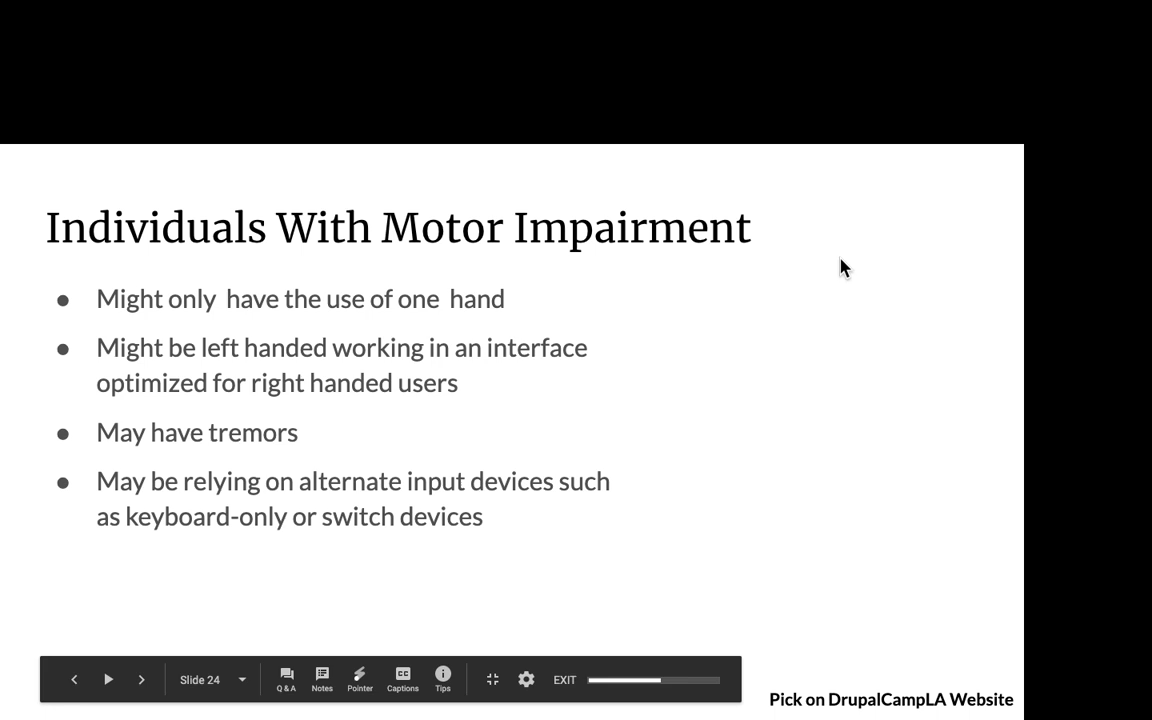 Individuals With Motor Impairment
● Might only have the use of one hand
● Might be left handed working in an interface
optimized for right handed users
● May have tremors
● May be relying on alternate input devices such
as keyboard-only or switch devices
Slide 24
Q & A
Notes
Pointer
CC
Captions
Tips
EXIT
Pick on DrupalCampLA Website